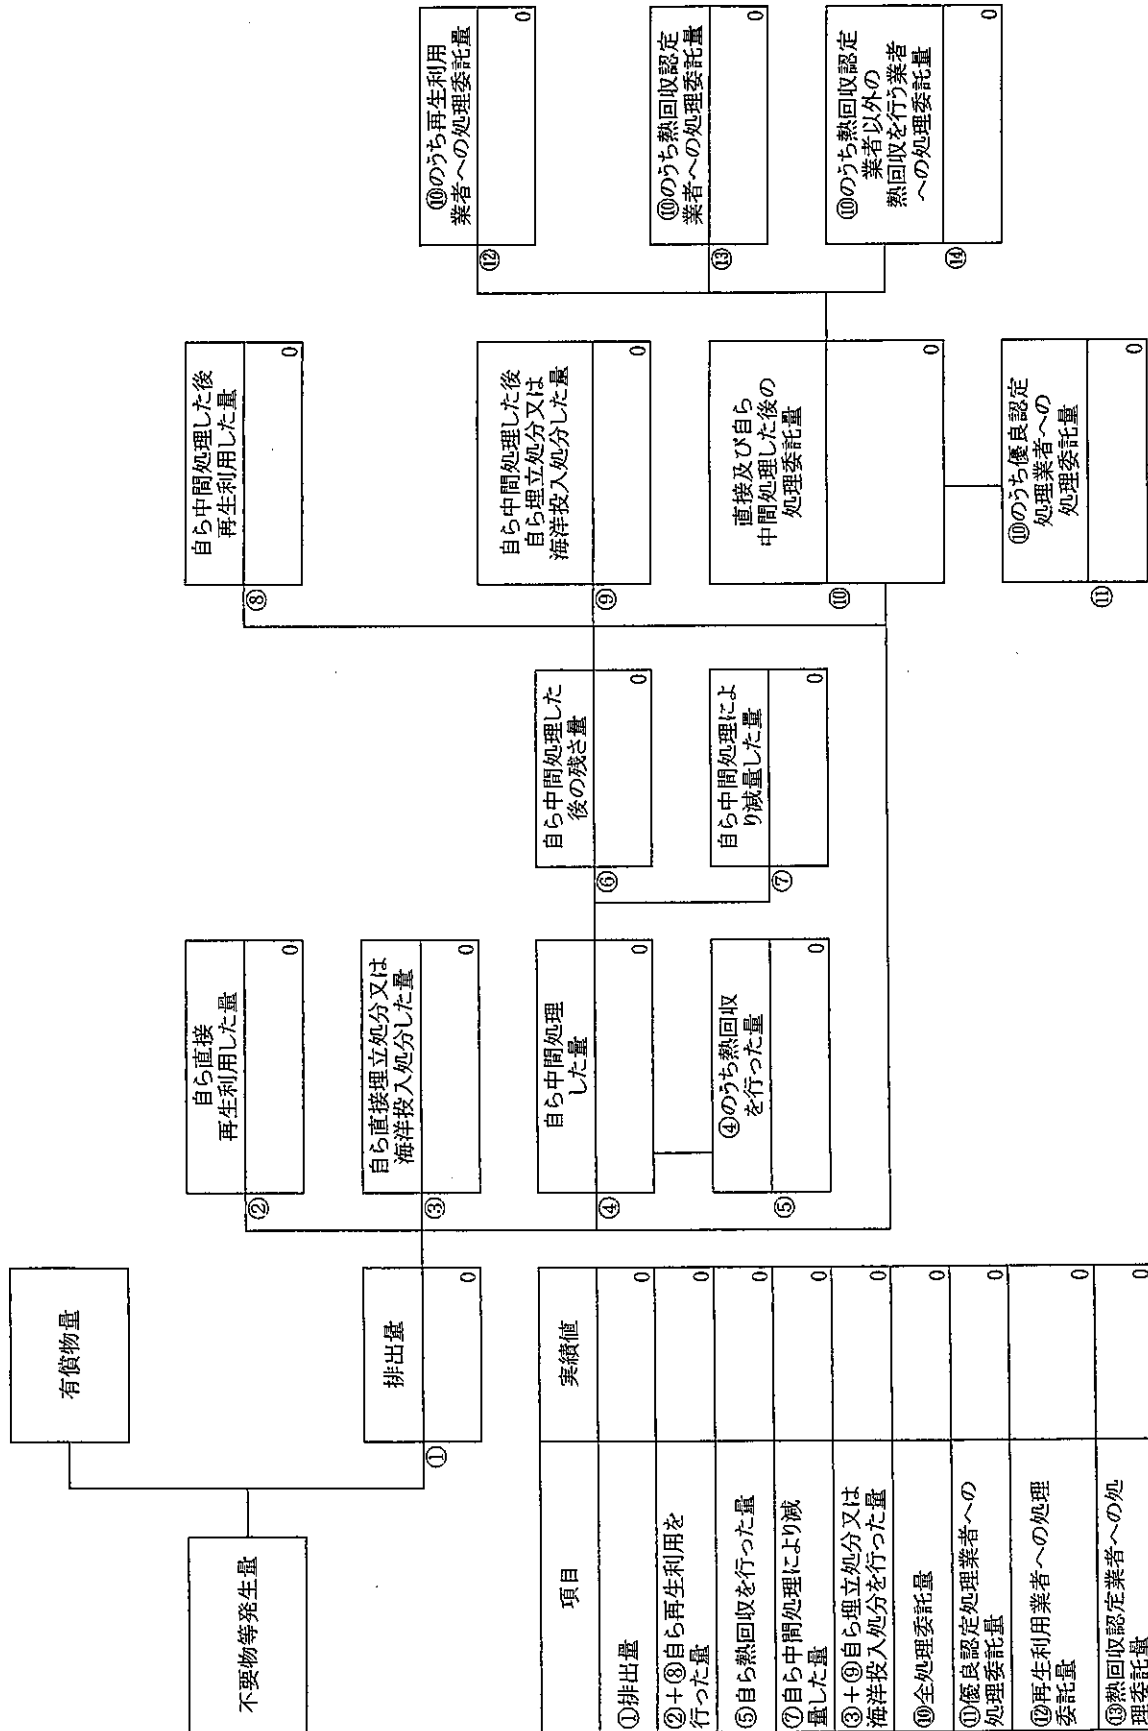 不要物等発生量
有償物量
①
排出量
0
②
自ら直接
再生利用した量
0
③
自ら直接埋立処分又は
海洋投入処分した量
0
④
自ら中間処理
した量
0
⑤
④のうち熱回収
を行った量
0
⑥
自ら中間処理した
後の残さ量
0
⑦
自ら中間処理によ
り減量した量
0
⑧
自ら中間処理した後
再生利用した量
0
⑨
自ら中間処理した後
自ら埋立処分又は
海洋投入処分した量
0
⑩
直接及び自ら
中間処理した後の
処理委託量
0
⑪
⑩のうち優良認定
処理業者への
処理委託量
0
⑫
⑩のうち再生利用
業者への処理委託量
0
⑬
⑩のうち熱回収認定
業者への処理委託量
0
⑭
⑩のうち熱回収認定
業者以外の
熱回収を行う業者
への処理委託量
0
項目 実績値
①排出量 0
②+⑧自ら再生利用を
行った量 0
⑤自ら熱回収を行った量 0
⑦自ら中間処理により減
量した量 0
③+⑨自ら埋立処分又は
海洋投入処分を行った量 0
⑩全処理委託量 0
⑪優良認定処理業者への
処理委託量 0
⑫再生利用業者への処理
委託量 0
⑬熱回収認定業者への処
理委託量 0